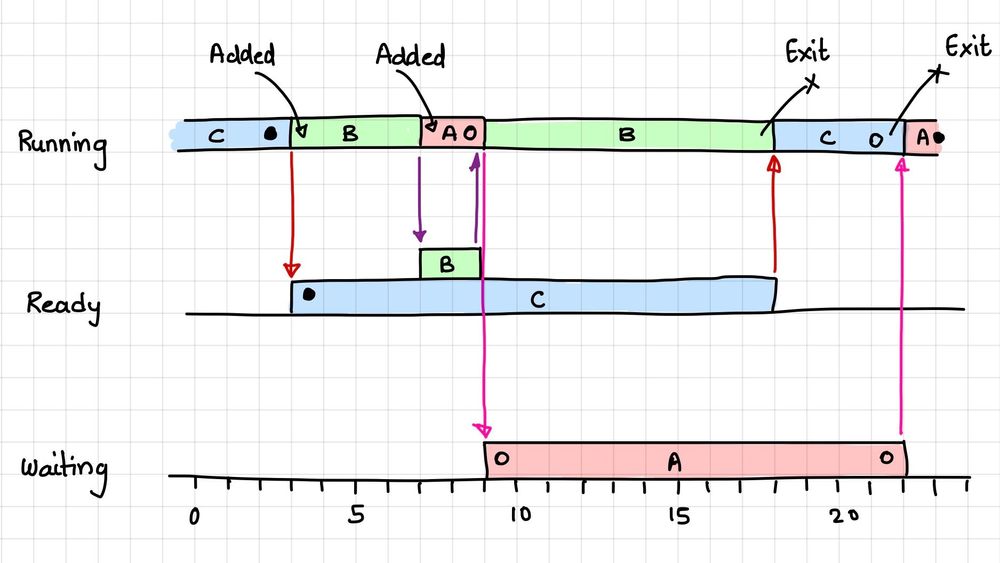 Added Added Exit Exit
Running C B A O B C O A
B
Ready C
Waiting O A O
0 5 10 15 20